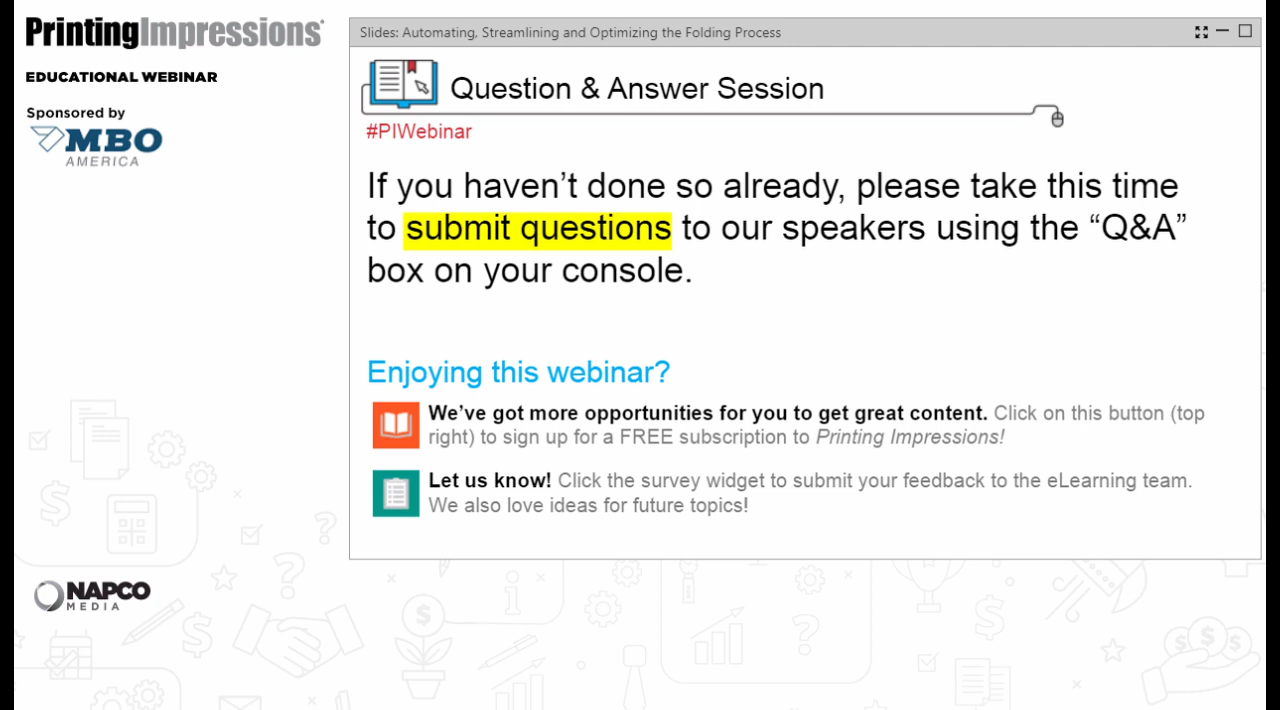 PrintingImpressions®
EDUCATIONAL WEBINAR
Sponsored by
MBO
AMERICA
Slides: Automating, Streamlining and Optimizing the Folding Process
Question & Answer Session
#PIWebinar
If you haven’t done so already, please take this time
to submit questions to our speakers using the “Q&A”
box on your console.
Enjoying this webinar?
We’ve got more opportunities for you to get great content. Click on this button (top
right) to sign up for a FREE subscription to Printing Impressions!
Let us know! Click the survey widget to submit your feedback to the eLearning team.
We also love ideas for future topics!
NAPCO
MEDIA